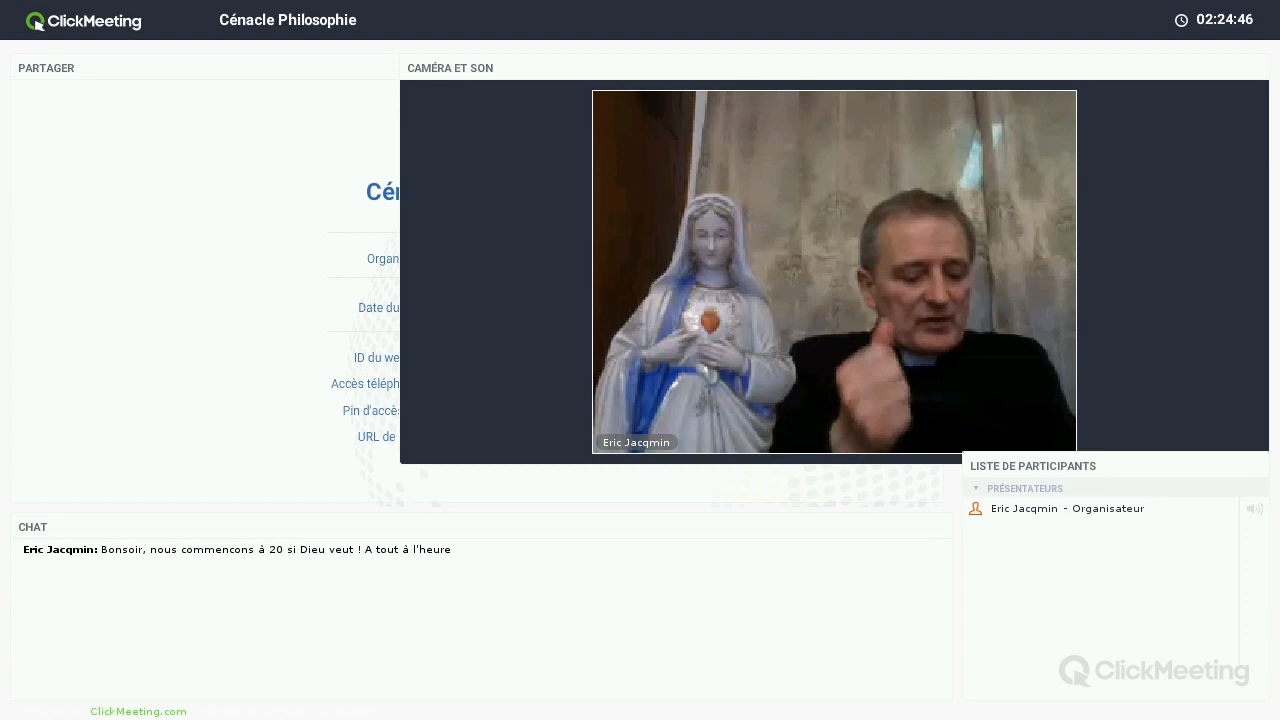 ClickMeeting
Cénacle Philosophie
02:24:46
PARTAGER
CAMÉRA ET SON
Cé
Organ
Date du
ID du we
Accès téléph
Pin d'accès
URL de
Eric Jacqmin
LISTE DE PARTICIPANTS
PRÉSENTATEURS
Eric Jacqmin - Organisateur
CHAT
Eric Jacqmin: Bonsoir, nous commencons à 20 si Dieu veut ! A tout à l'heure
ClickMeeting
ClickMeeting.com